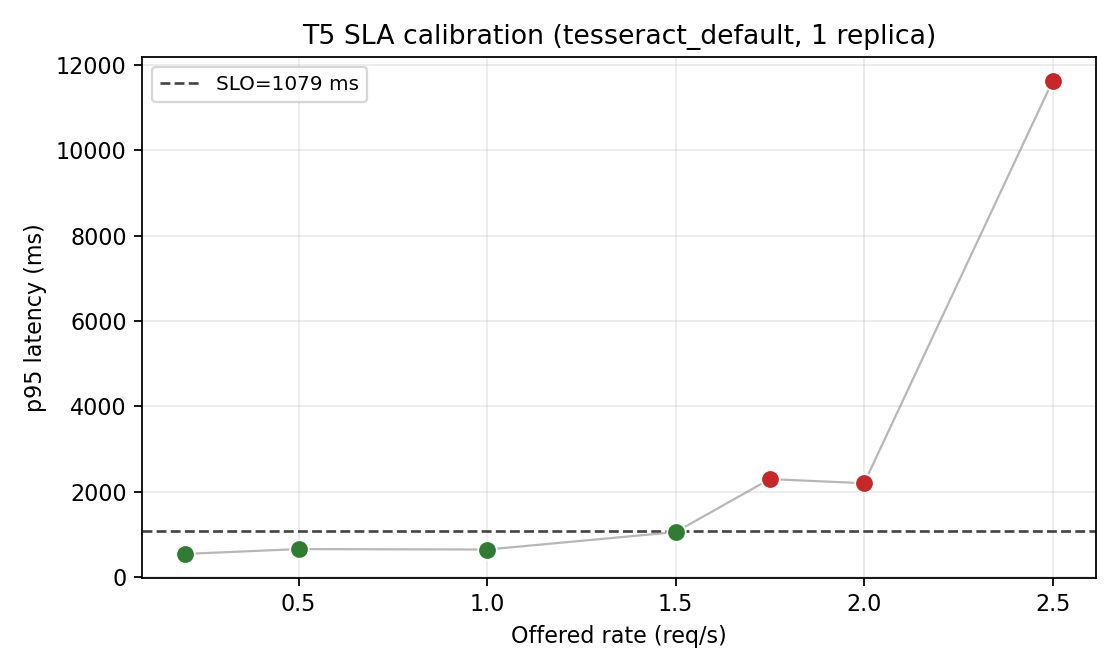 T5 SLA calibration (tesseract_default, 1 replica)
SLO=1079 ms
12000
10000
8000
6000
4000
2000
0
p95 latency (ms)
0.5 1.0 1.5 2.0 2.5
Offered rate (req/s)